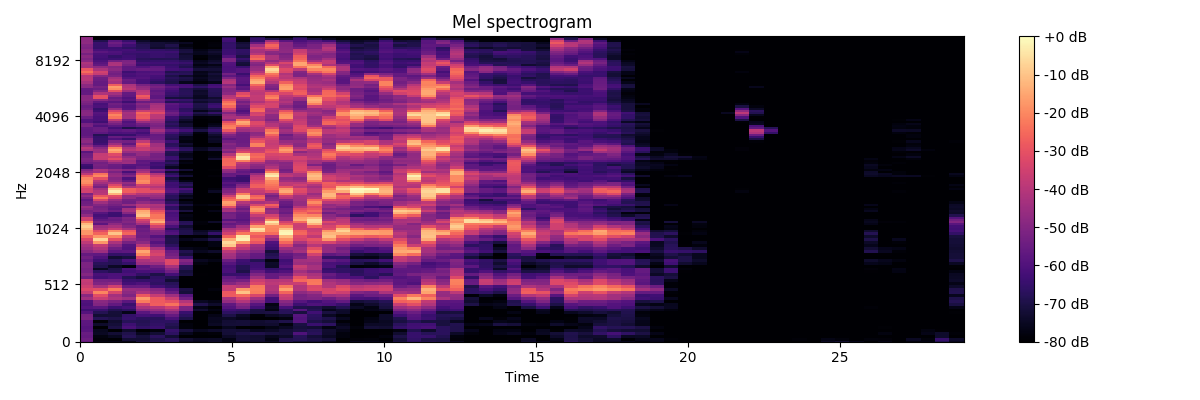 Mel spectrogram
8192
4096
2048
1024
512
0
Hz
0 5 10 15 20 25
Time
+0 dB
-10 dB
-20 dB
-30 dB
-40 dB
-50 dB
-60 dB
-70 dB
-80 dB